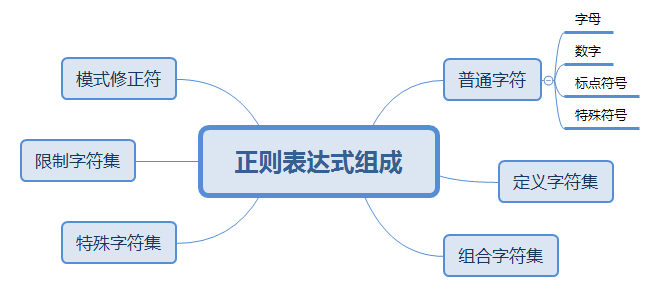 正则表达式组成
普通字符
字母
数字
标点符号
特殊符号
定义字符集
组合字符集
特殊字符集
限制字符集
模式修正符